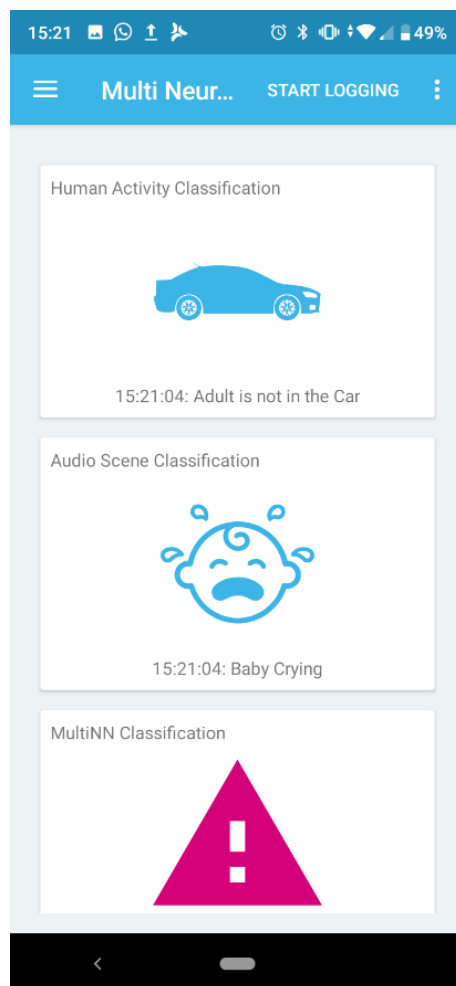 15:21 49%
Multi Neur... START LOGGING
Human Activity Classification
15:21:04: Adult is not in the Car
Audio Scene Classification
15:21:04: Baby Crying
MultiNN Classification